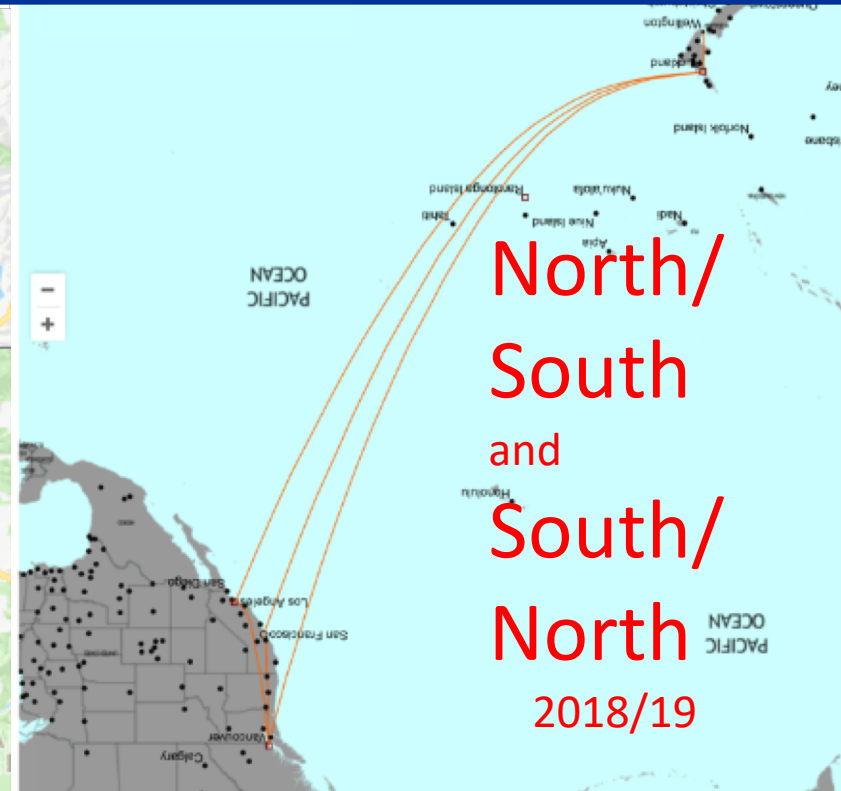 Wellington
Auckland
Norfolk Island
Rarotonga Island
Nuku'alofa
Tahiti
Niue Island
Nadi
Apia
North/
PACIFIC
OCEAN
−
+
South
and
Honolulu
South/
San Diego
Los Angeles
North
San Francisco
PACIFIC
OCEAN
2018/19
Vancouver
Calgary